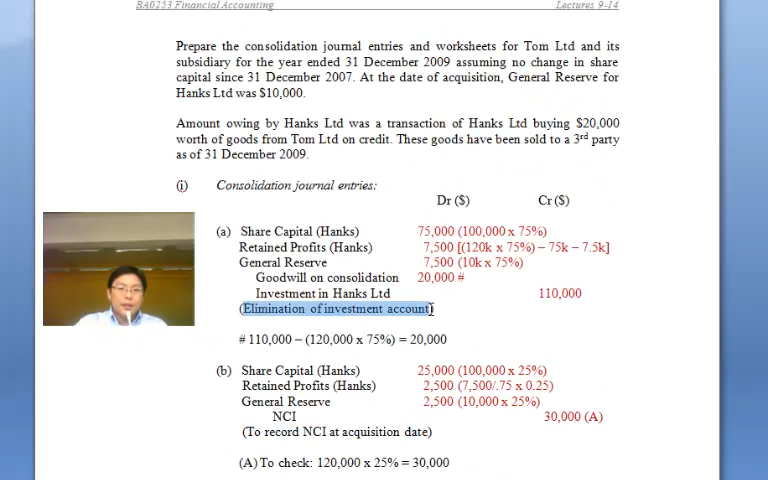 BA0253 Financial Accounting Lectures 9-14
Prepare the consolidation journal entries and worksheets for Tom Ltd and its
subsidiary for the year ended 31 December 2009 assuming no change in share
capital since 31 December 2007. At the date of acquisition, General Reserve for
Hanks Ltd was $10,000.
Amount owing by Hanks Ltd was a transaction of Hanks Ltd buying $20,000
worth of goods from Tom Ltd on credit. These goods have been sold to a 3rd party
as of 31 December 2009.
(i) Consolidation journal entries:
Dr ($) Cr ($)
(a) Share Capital (Hanks) 75,000 (100,000 x 75%)
Retained Profits (Hanks) 7,500 [(120k x 75%) – 75k – 7.5k]
General Reserve 7,500 (10k x 75%)
Goodwill on consolidation 20,000 #
Investment in Hanks Ltd 110,000
(Elimination of investment account)
# 110,000 – (120,000 x 75%) = 20,000
(b) Share Capital (Hanks) 25,000 (100,000 x 25%)
Retained Profits (Hanks) 2,500 (7,500/.75 x 0.25)
General Reserve 2,500 (10,000 x 25%)
NCI 30,000 (A)
(To record NCI at acquisition date)
(A) To check: 120,000 x 25% = 30,000